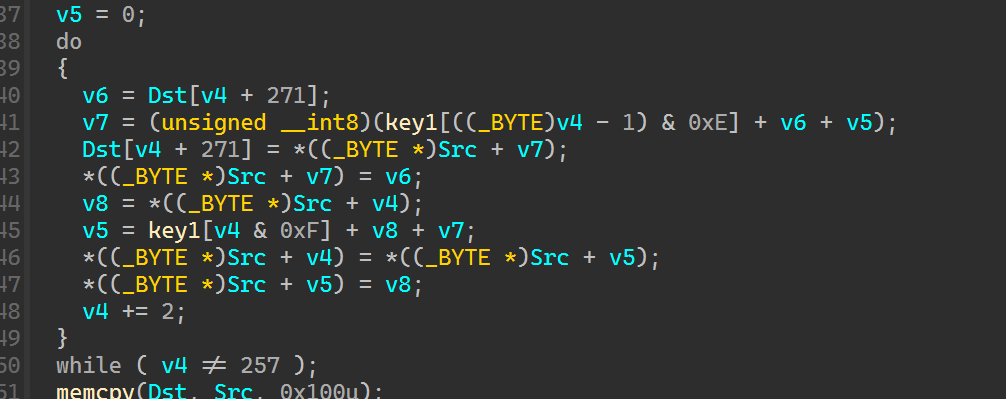 37 v5 = 0;
38 do
39 {
40 v6 = Dst[v4 + 271];
41 v7 = (unsigned __int8)(key1[((_BYTE)v4 - 1) & 0xE] + v6 + v5);
42 Dst[v4 + 271] = *((_BYTE *)Src + v7);
43 *((_BYTE *)Src + v7) = v6;
44 v8 = *((_BYTE *)Src + v4);
45 v5 = key1[v4 & 0xF] + v8 + v7;
46 *((_BYTE *)Src + v4) = *((_BYTE *)Src + v5);
47 *((_BYTE *)Src + v5) = v8;
48 v4 += 2;
49 }
50 while ( v4 ≠ 257 );
51 memcpy(Dst, Src, 0x100u);